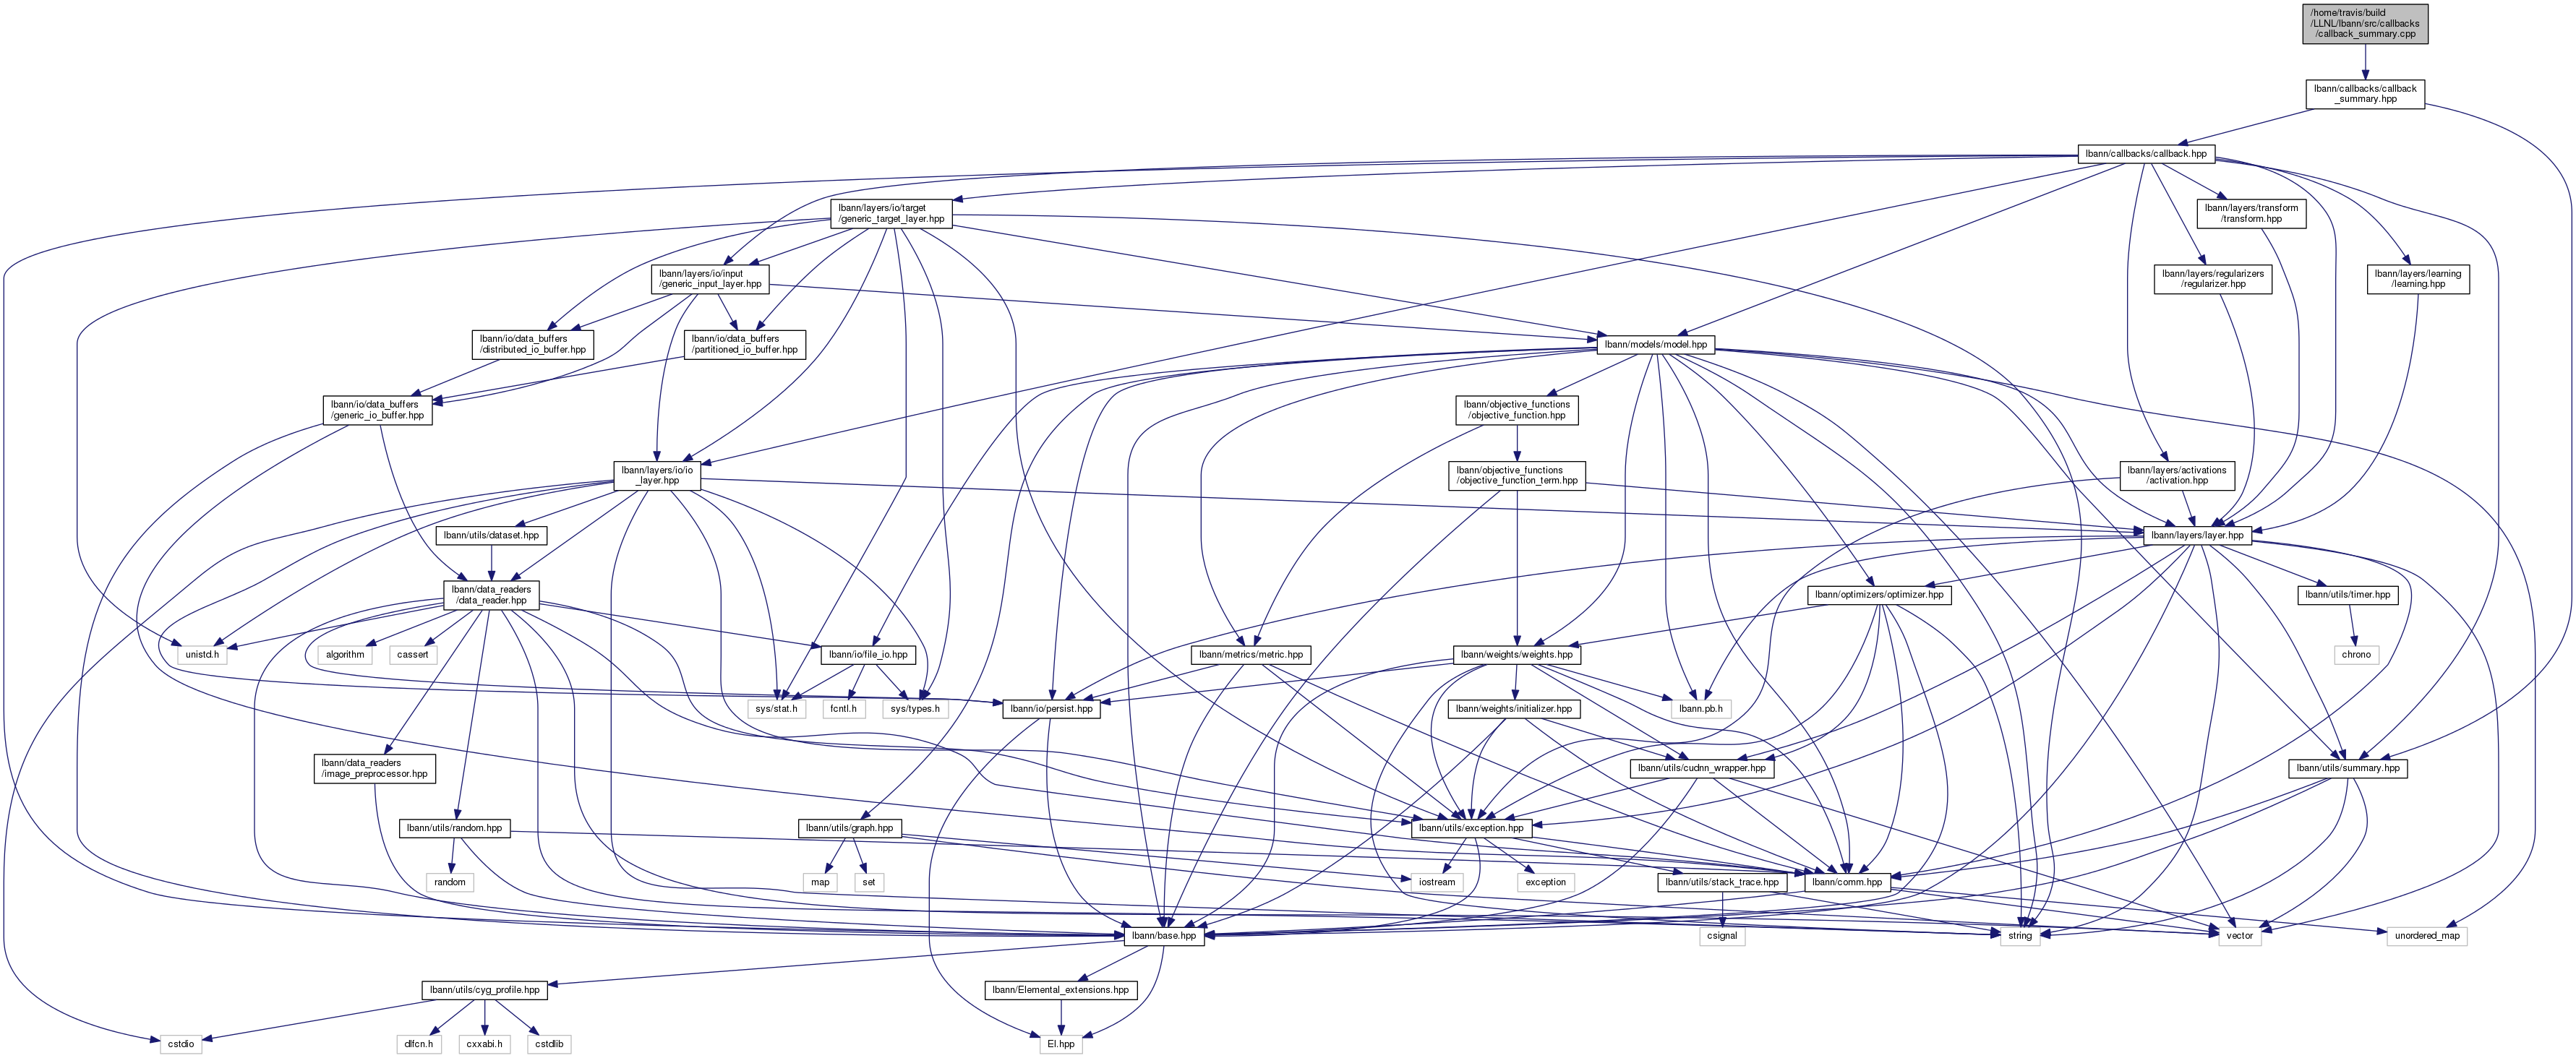 /home/travis/build
/LLNL/lbann/src/callbacks
/callback_summary.cpp
lbann/callbacks/callback
_summary.hpp
lbann/callbacks/callback.hpp
lbann/layers/io/target
/generic_target_layer.hpp
lbann/layers/transform
/transform.hpp
lbann/layers/io/input
/generic_input_layer.hpp
lbann/layers/regularizers
/regularizer.hpp
lbann/layers/learning
/learning.hpp
lbann/io/data_buffers
/distributed_io_buffer.hpp
lbann/io/data_buffers
/partitioned_io_buffer.hpp
lbann/models/model.hpp
lbann/io/data_buffers
/generic_io_buffer.hpp
lbann/objective_functions
/objective_function.hpp
lbann/layers/io/io
_layer.hpp
lbann/objective_functions
/objective_function_term.hpp
lbann/layers/activations
/activation.hpp
lbann/utils/dataset.hpp
lbann/layers/layer.hpp
lbann/data_readers
/data_reader.hpp
lbann/optimizers/optimizer.hpp
lbann/utils/timer.hpp
unistd.h
algorithm
cassert
lbann/io/file_io.hpp
lbann/metrics/metric.hpp
lbann/weights/weights.hpp
chrono
sys/stat.h
fcntl.h
sys/types.h
lbann/io/persist.hpp
lbann/weights/initializer.hpp
lbann.pb.h
lbann/data_readers
/image_preprocessor.hpp
lbann/utils/cudnn_wrapper.hpp
lbann/utils/summary.hpp
lbann/utils/random.hpp
lbann/utils/graph.hpp
lbann/utils/exception.hpp
random
map
set
iostream
exception
lbann/utils/stack_trace.hpp
lbann/comm.hpp
lbann/base.hpp
csignal
string
vector
unordered_map
lbann/utils/cyg_profile.hpp
lbann/Elemental_extensions.hpp
cstdio
dlfcn.h
cxxabi.h
cstdlib
El.hpp